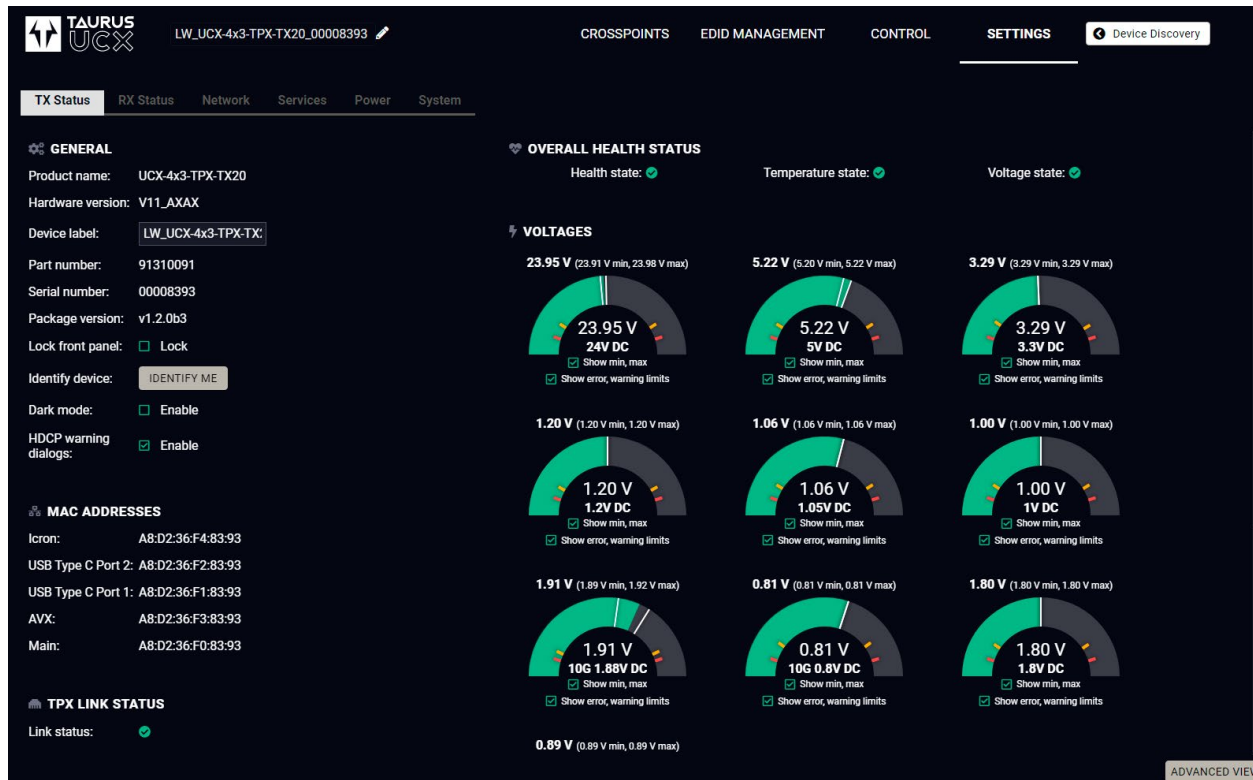 TAURUS
UCX
LW_UCX-4x3-TPX-TX20_00008393
CROSSPOINTS
EDID MANAGEMENT
CONTROL
SETTINGS
Device Discovery
TX Status
RX Status
Network
Services
Power
System
GENERAL
Product name: UCX-4x3-TPX-TX20
Hardware version: V11_AXAX
Device label: LW_UCX-4x3-TPX-TX
Part number: 91310091
Serial number: 00008393
Package version: v1.2.0b3
Lock front panel: Lock
Identify device: IDENTIFY ME
Dark mode: Enable
HDCP warning
dialogs: Enable
MAC ADDRESSES
Icron: A8:D2:36:F4:83:93
USB Type C Port 2: A8:D2:36:F2:83:93
USB Type C Port 1: A8:D2:36:F1:83:93
AVX: A8:D2:36:F3:83:93
Main: A8:D2:36:F0:83:93
TPX LINK STATUS
Link status:
OVERALL HEALTH STATUS
Health state:
Temperature state:
Voltage state:
VOLTAGES
23.95 V (23.91 V min, 23.98 V max)
23.95 V
24V DC
Show min, max
Show error, warning limits
5.22 V (5.20 V min, 5.22 V max)
5.22 V
5V DC
Show min, max
Show error, warning limits
3.29 V (3.29 V min, 3.29 V max)
3.29 V
3.3V DC
Show min, max
Show error, warning limits
1.20 V (1.20 V min, 1.20 V max)
1.20 V
1.2V DC
Show min, max
Show error, warning limits
1.06 V (1.06 V min, 1.06 V max)
1.06 V
1.05V DC
Show min, max
Show error, warning limits
1.00 V (1.00 V min, 1.00 V max)
1.00 V
1V DC
Show min, max
Show error, warning limits
1.91 V (1.89 V min, 1.92 V max)
1.91 V
10G 1.88V DC
Show min, max
Show error, warning limits
0.81 V (0.81 V min, 0.81 V max)
0.81 V
10G 0.8V DC
Show min, max
Show error, warning limits
1.80 V (1.80 V min, 1.80 V max)
1.80 V
1.8V DC
Show min, max
Show error, warning limits
0.89 V (0.89 V min, 0.89 V max)
ADVANCED VIE